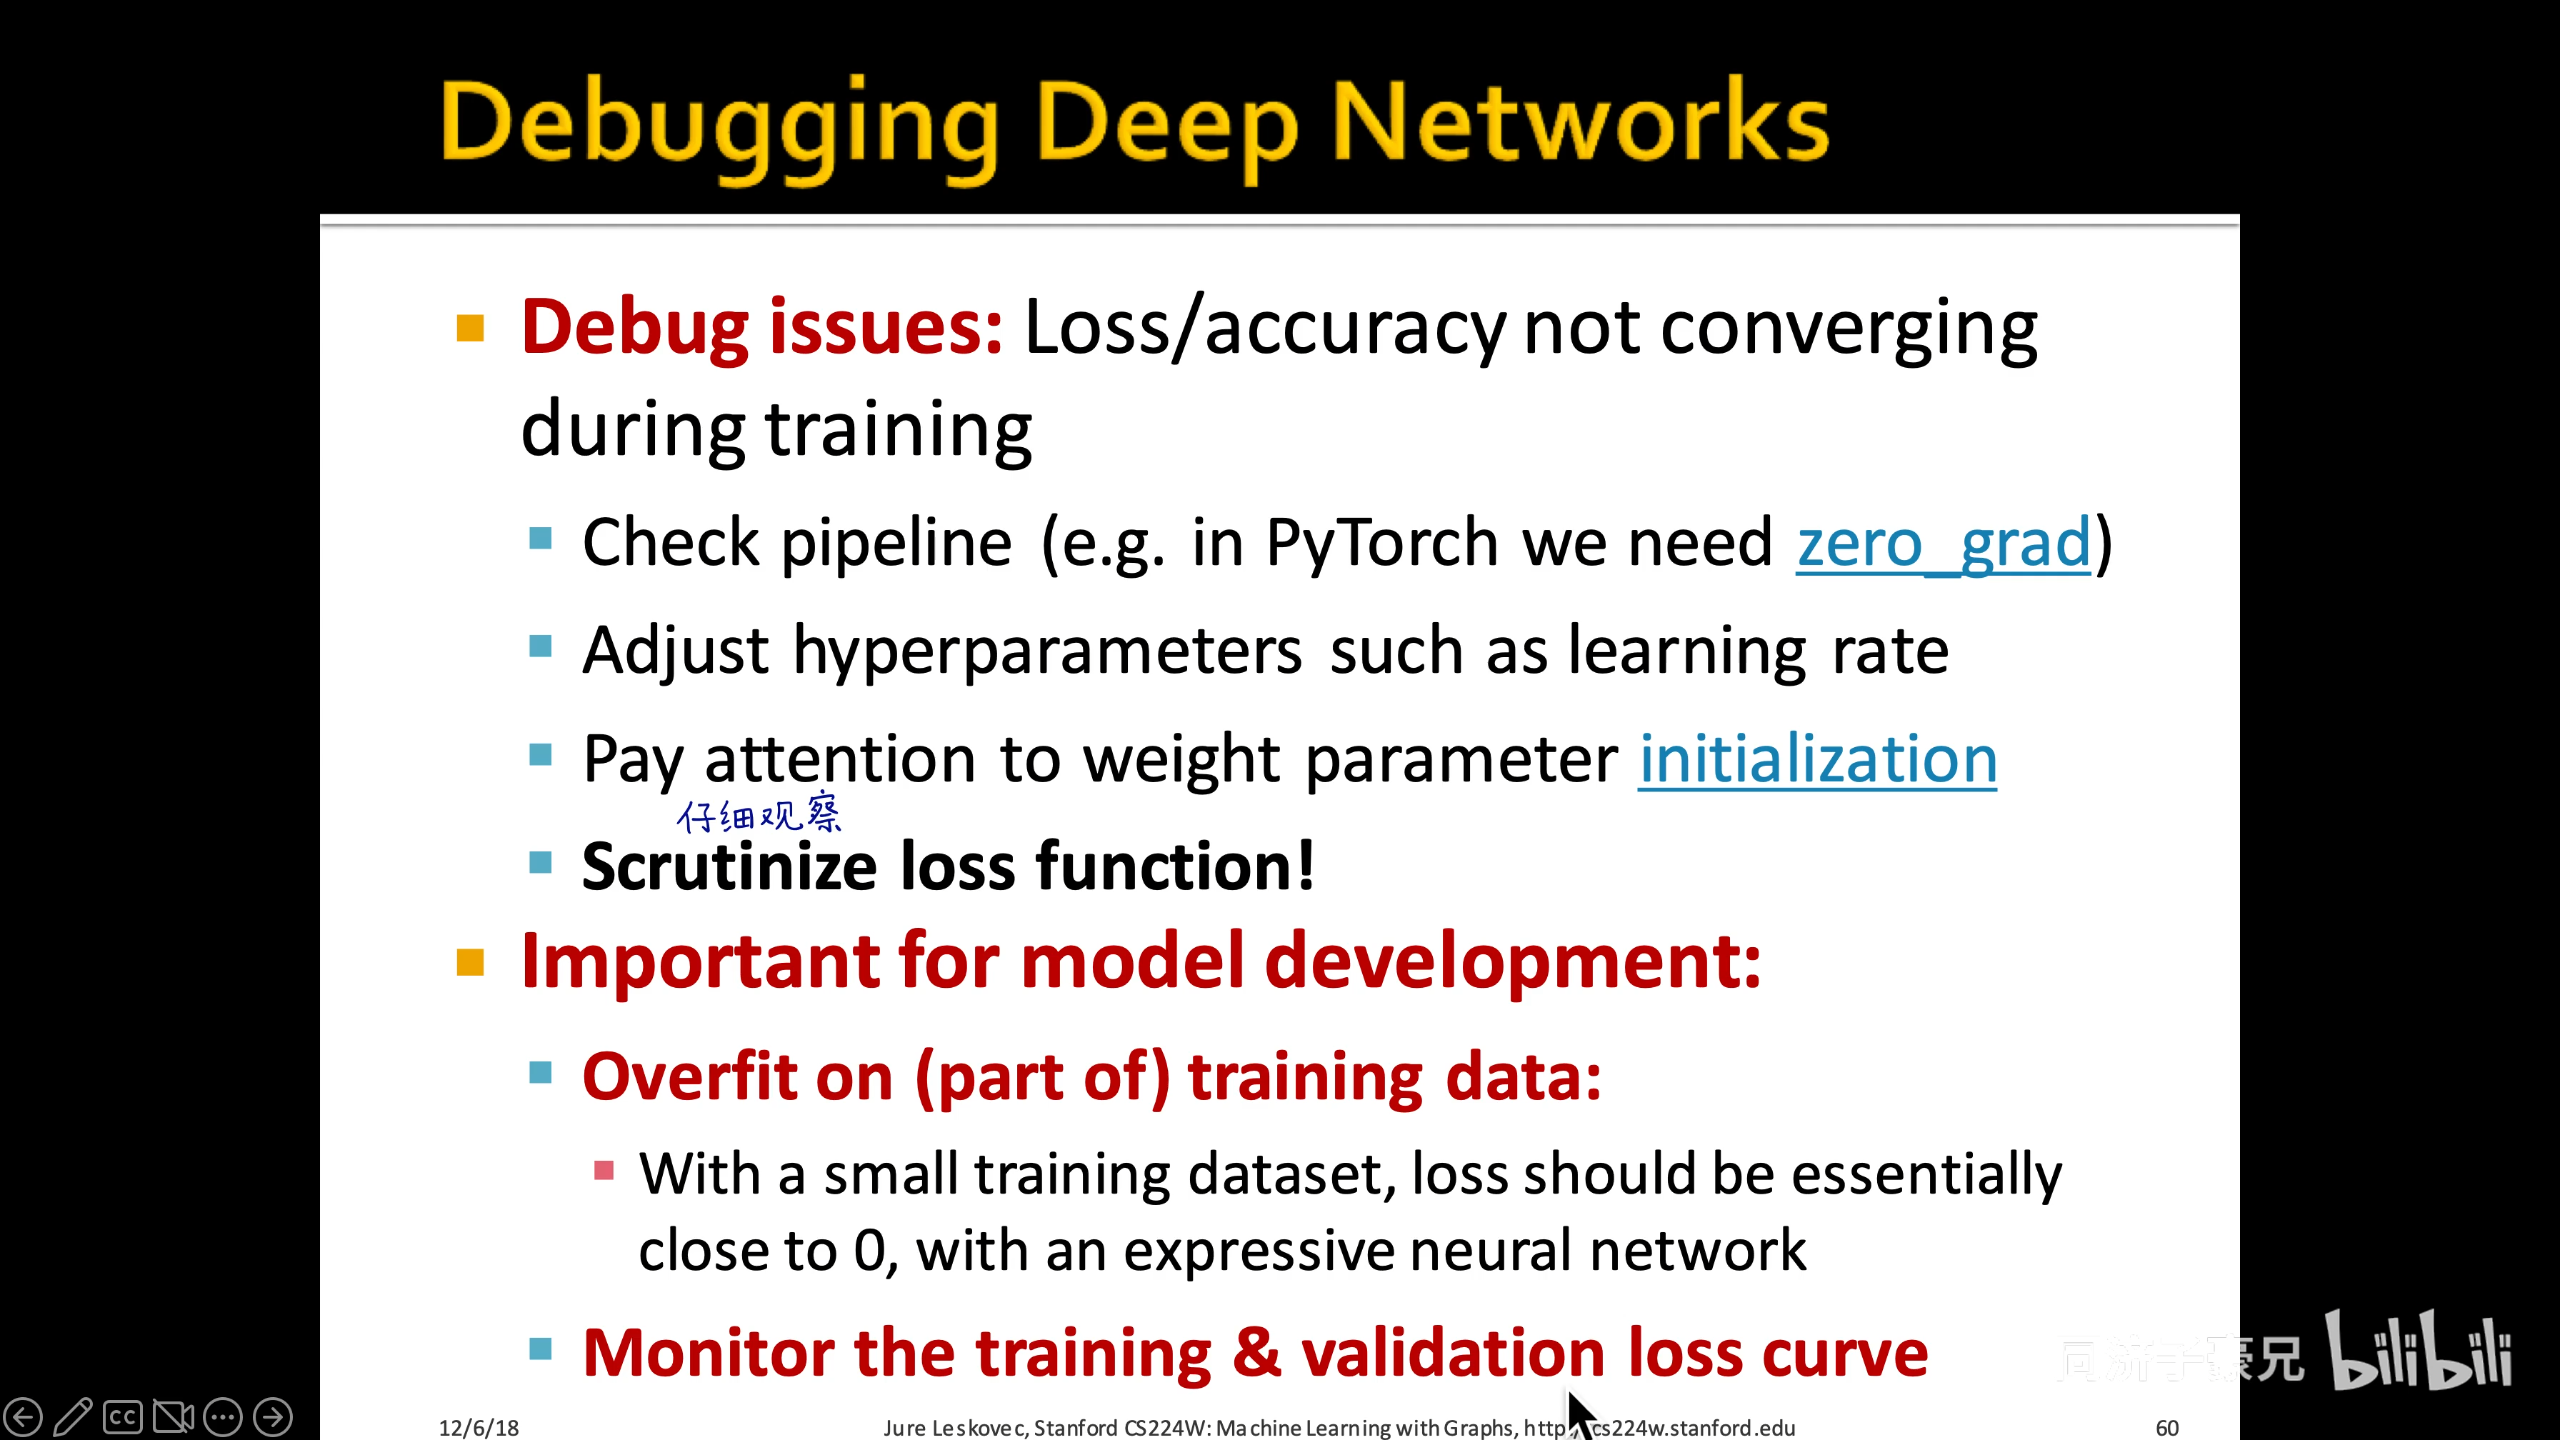 Debugging Deep Networks
Debug issues: Loss/accuracy not converging
during training
Check pipeline (e.g. in PyTorch we need zero_grad)
Adjust hyperparameters such as learning rate
Pay attention to weight parameter initialization
仔细观察
Scrutinize loss function!
Important for model development:
Overfit on (part of) training data:
With a small training dataset, loss should be essentially
close to 0, with an expressive neural network
Monitor the training & validation loss curve
同济子豪兄 bilibili
CC
12/6/18 Jure Leskovec, Stanford CS224W: Machine Learning with Graphs, http cs224w.stanford.edu 60